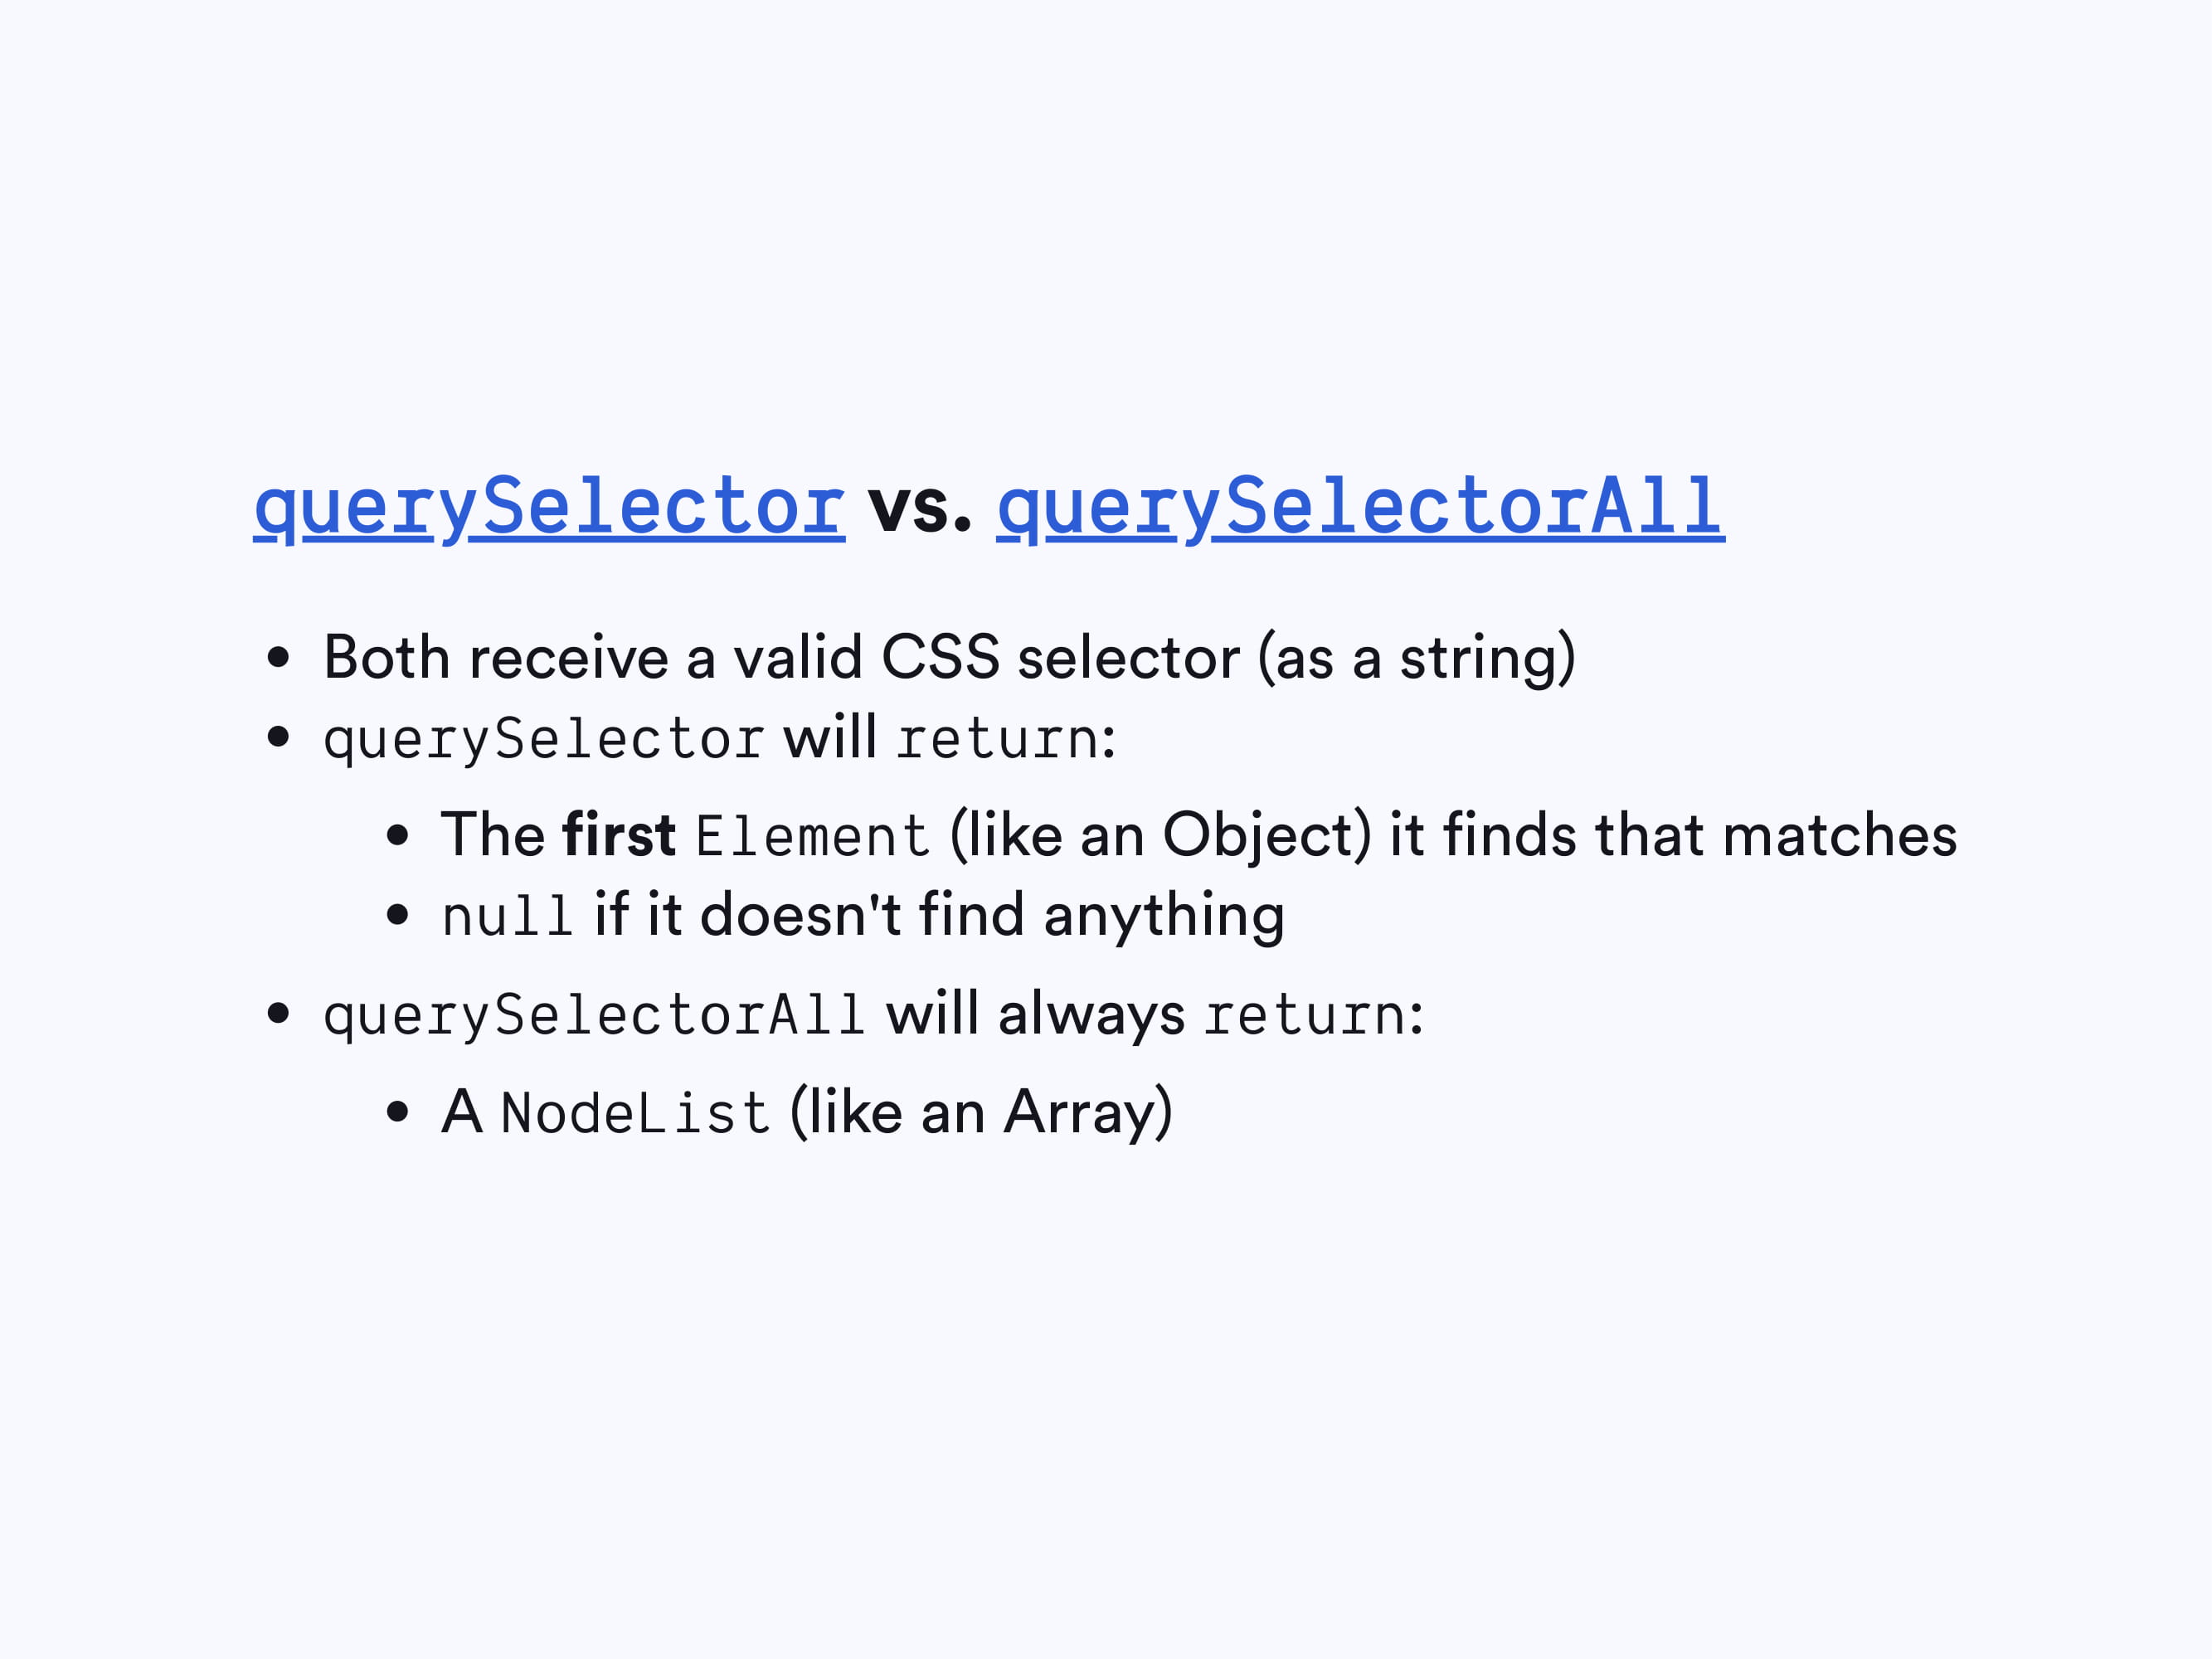 querySelector vs. querySelectorAll
• Both receive a valid CSS selector (as a string)
• querySelector will return:
• The first Element (like an Object) it finds that matches
• null if it doesn't find anything
• querySelectorAll will always return:
• A NodeList (like an Array)